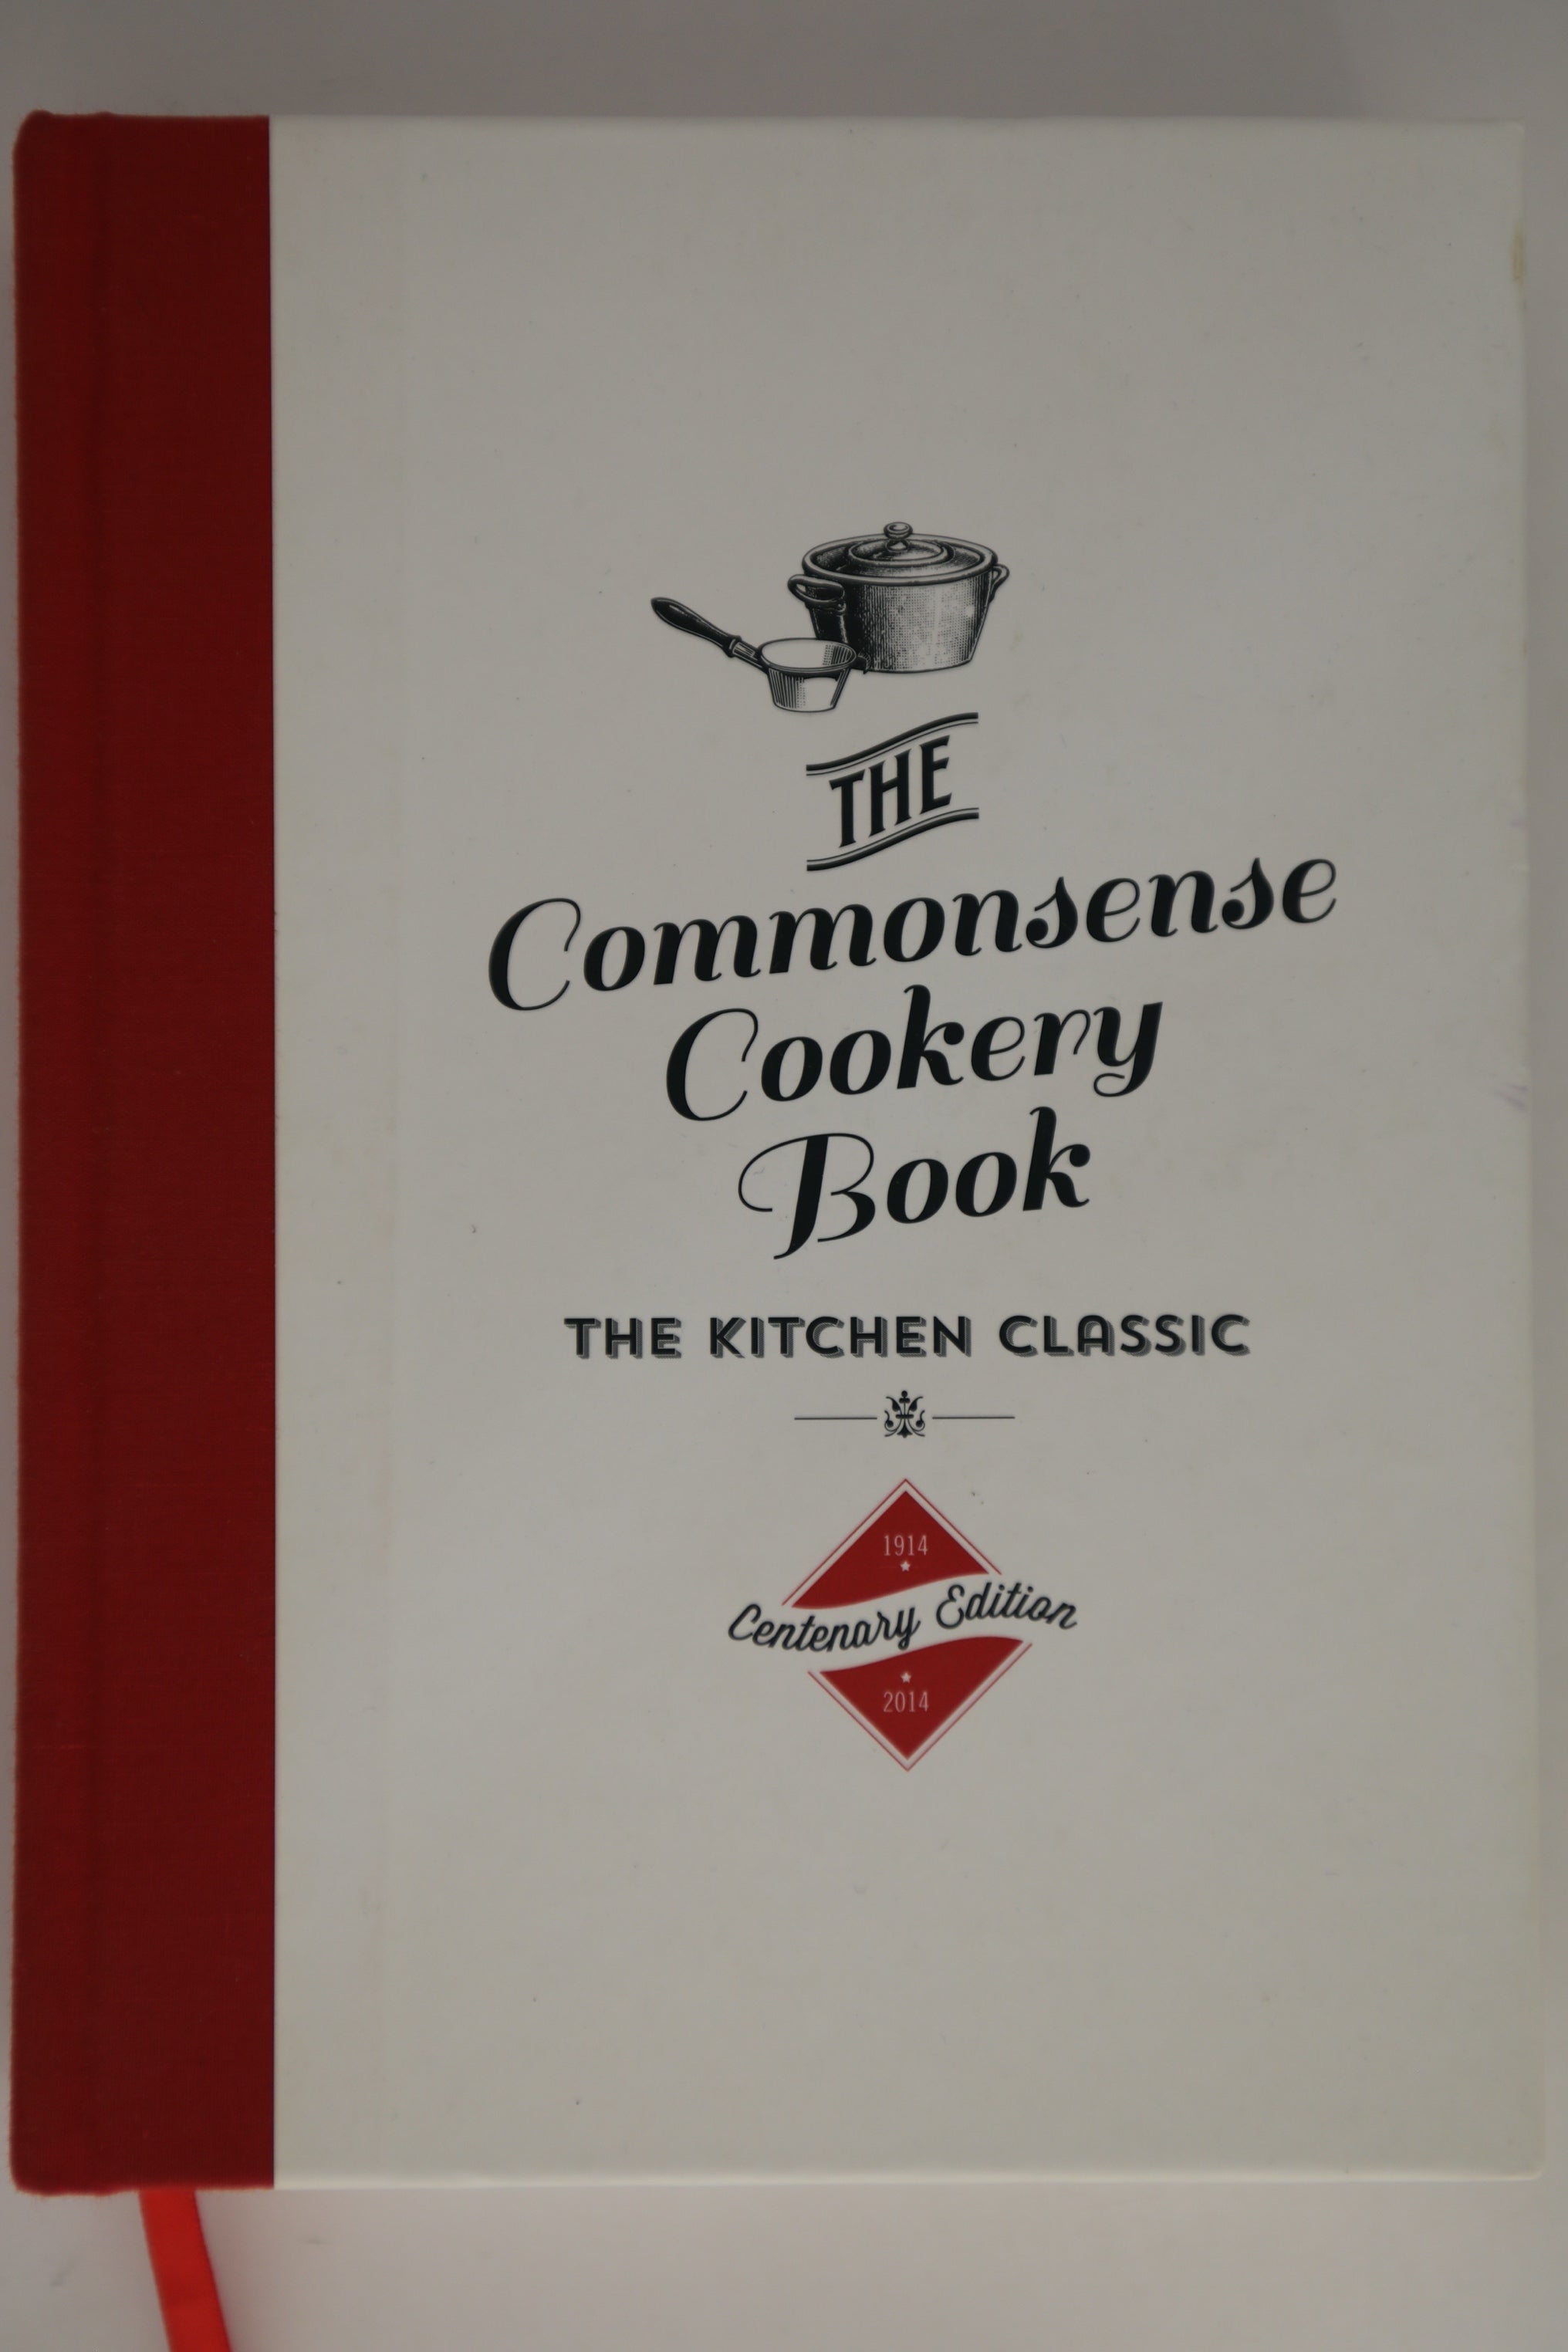 THE
Commonsense
Cookery
Book
THE KITCHEN CLASSIC
1914
Centenary Edition
2014